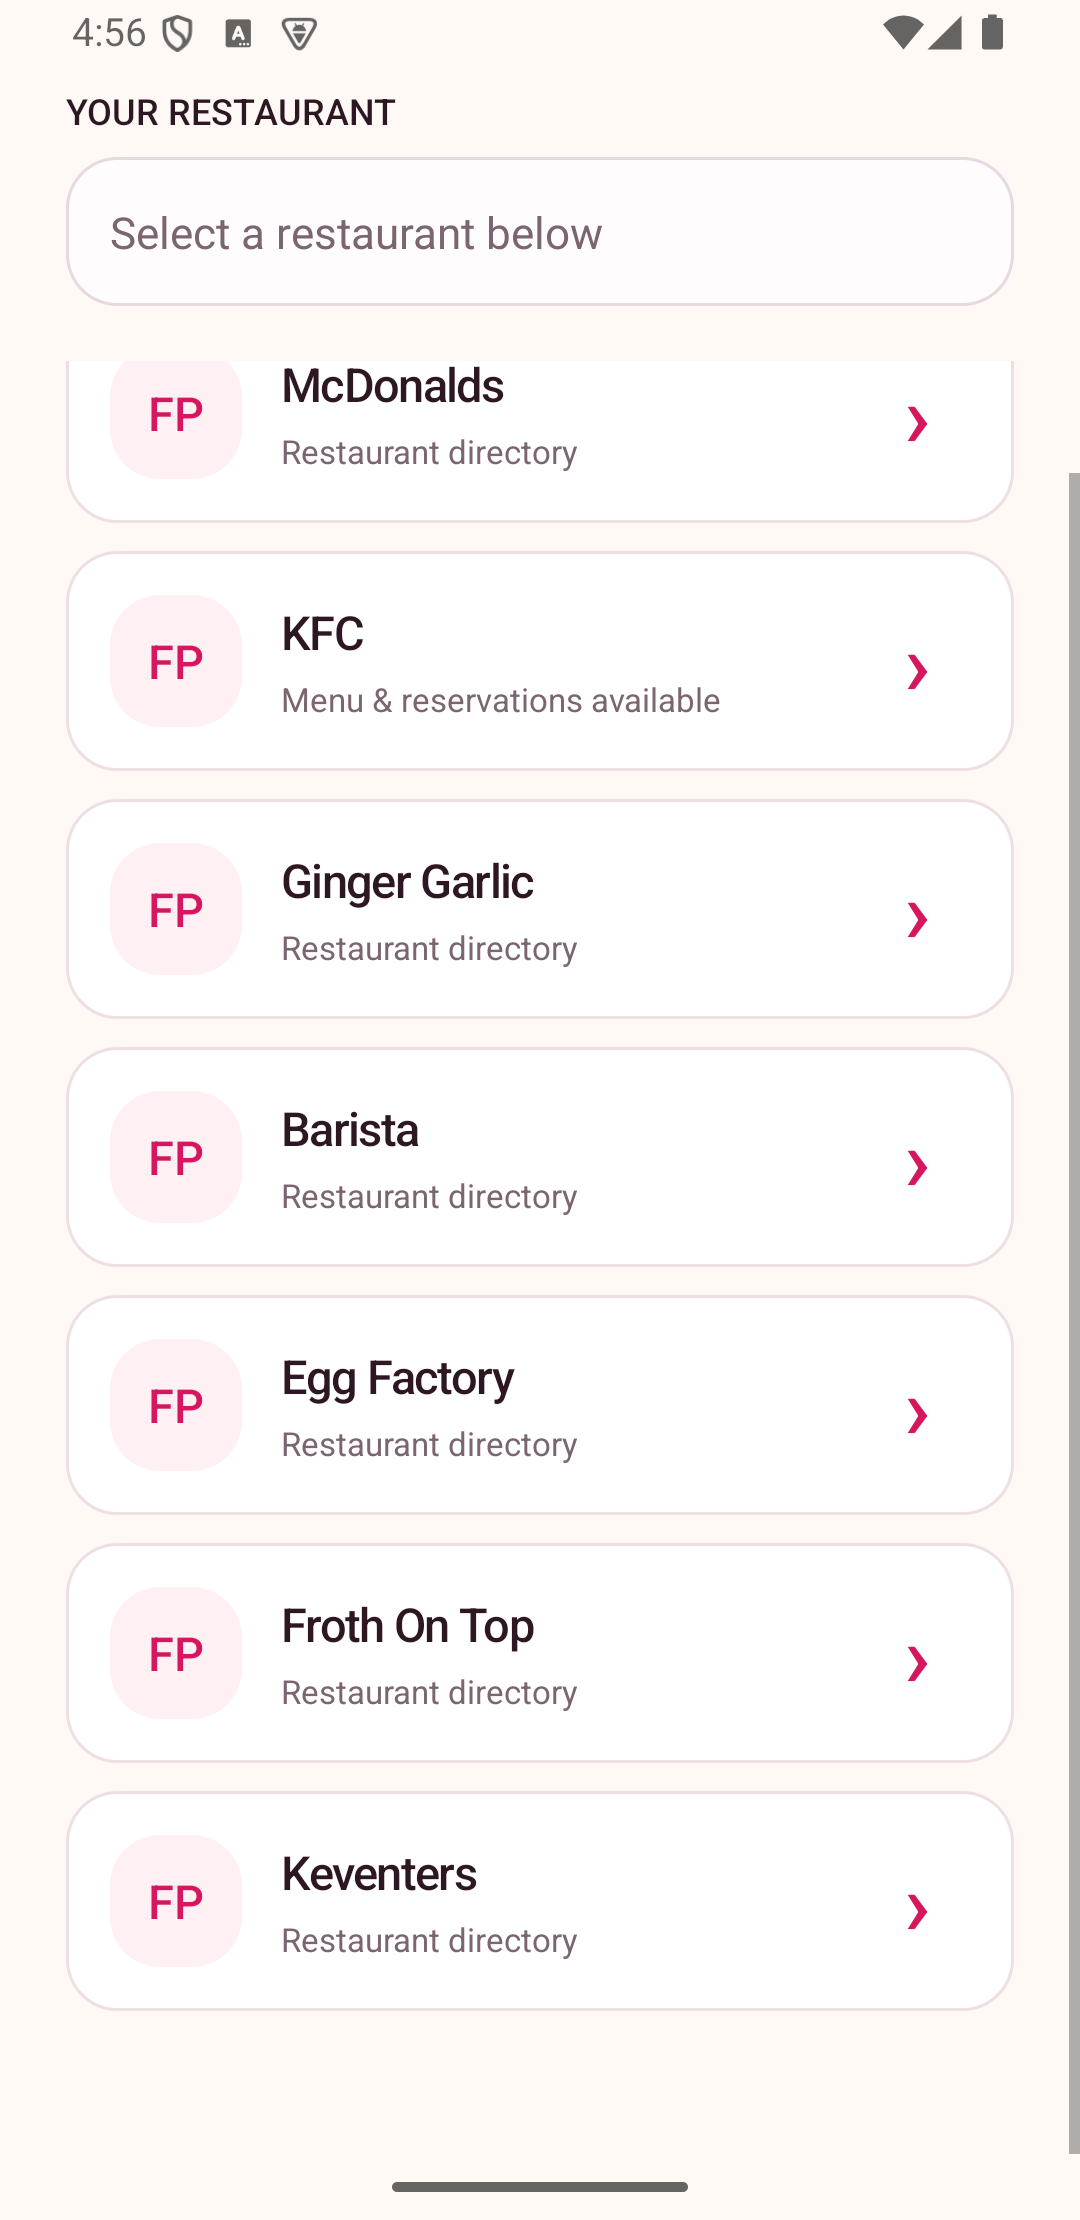 4:56
YOUR RESTAURANT
Select a restaurant below
FP
McDonalds
Restaurant directory
FP
KFC
Menu & reservations available
FP
Ginger Garlic
Restaurant directory
FP
Barista
Restaurant directory
FP
Egg Factory
Restaurant directory
FP
Froth On Top
Restaurant directory
FP
Keventers
Restaurant directory